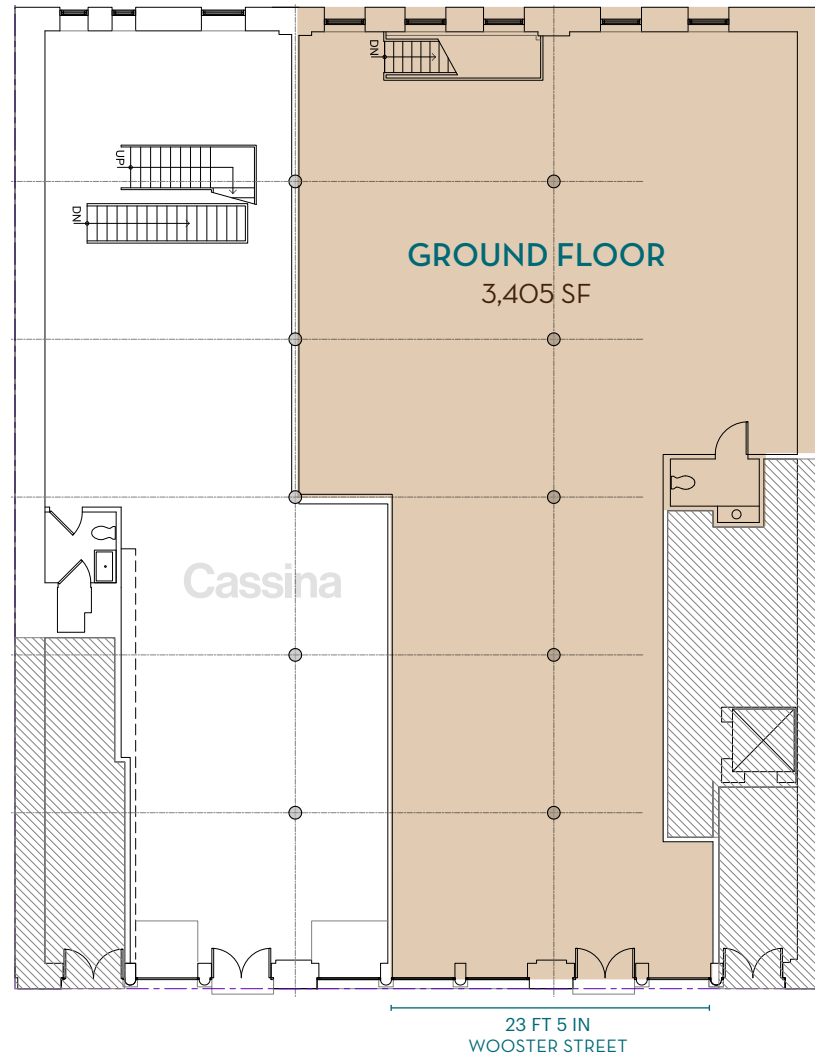 DN
UP
DN
GROUND FLOOR
3,405 SF
Cassina
23 FT 5 IN
WOOSTER STREET